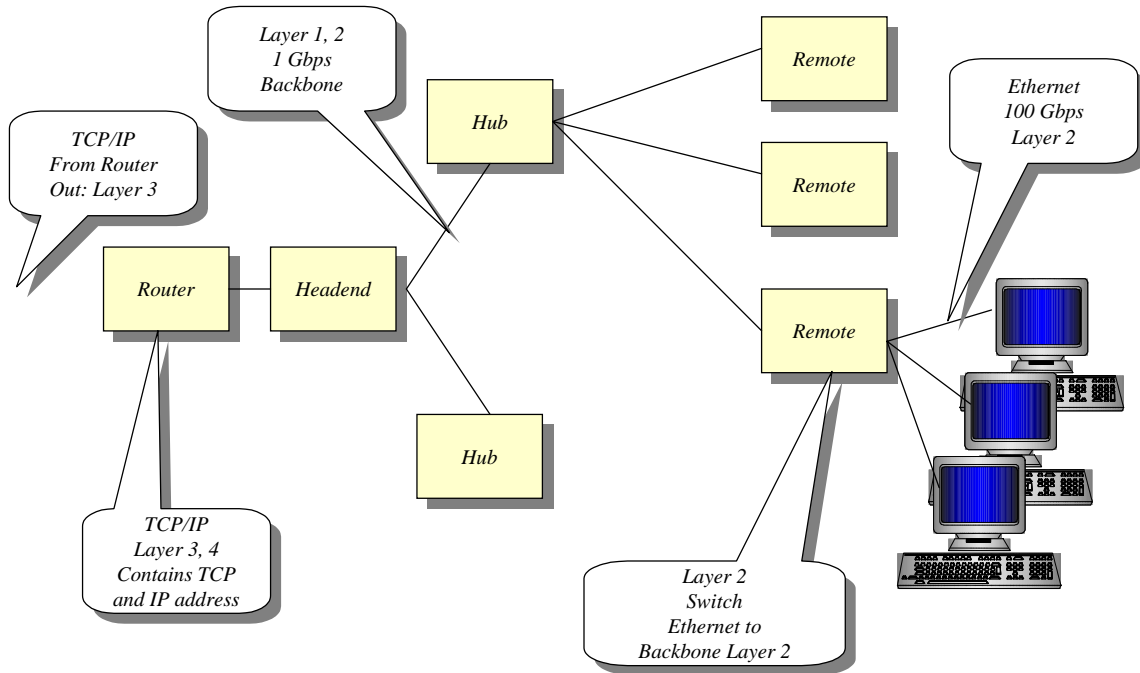 Layer 1, 2
1 Gbps
Backbone
Remote
Ethernet
100 Gbps
Layer 2
Hub
TCP/IP
From Router
Out: Layer 3
Remote
Router
Headend
Remote
Hub
TCP/IP
Layer 3, 4
Contains TCP
and IP address
Layer 2
Switch
Ethernet to
Backbone Layer 2